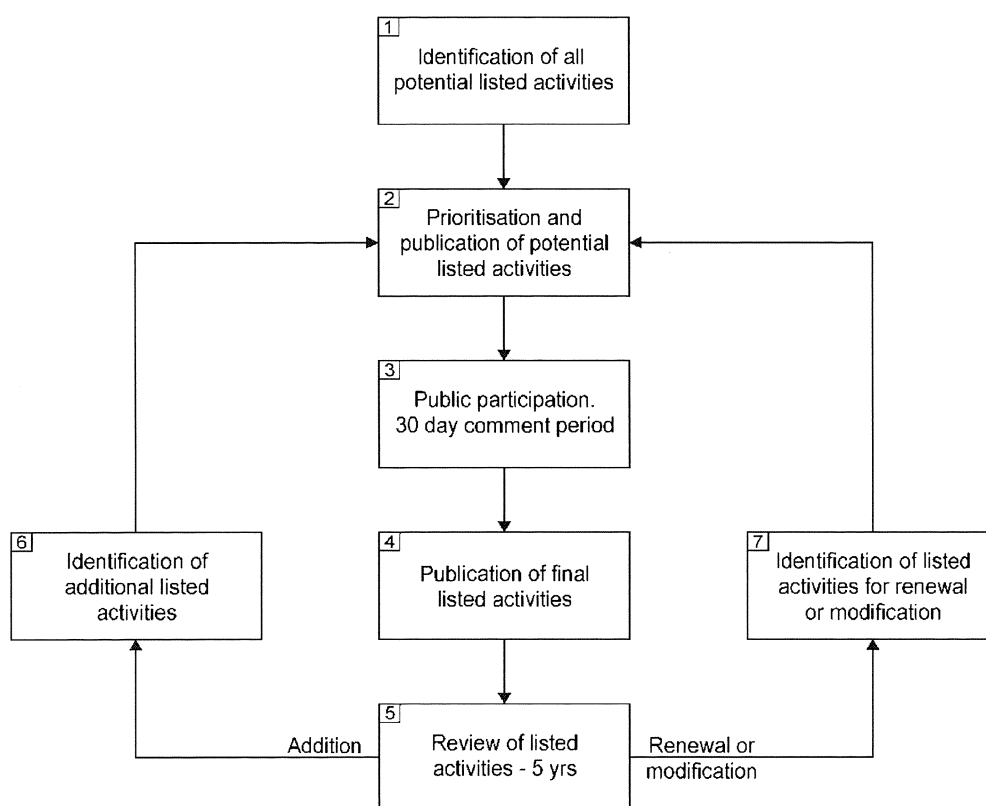 1
Identification of all
potential listed activities
2
Prioritisation and
publication of potential
listed activities
3
Public participation.
30 day comment period
6
Identification of
additional listed
activities
4
Publication of final
listed activities
7
Identification of listed
activities for renewal
or modification
Addition
5
Review of listed
activities - 5 yrs
Renewal or
modification